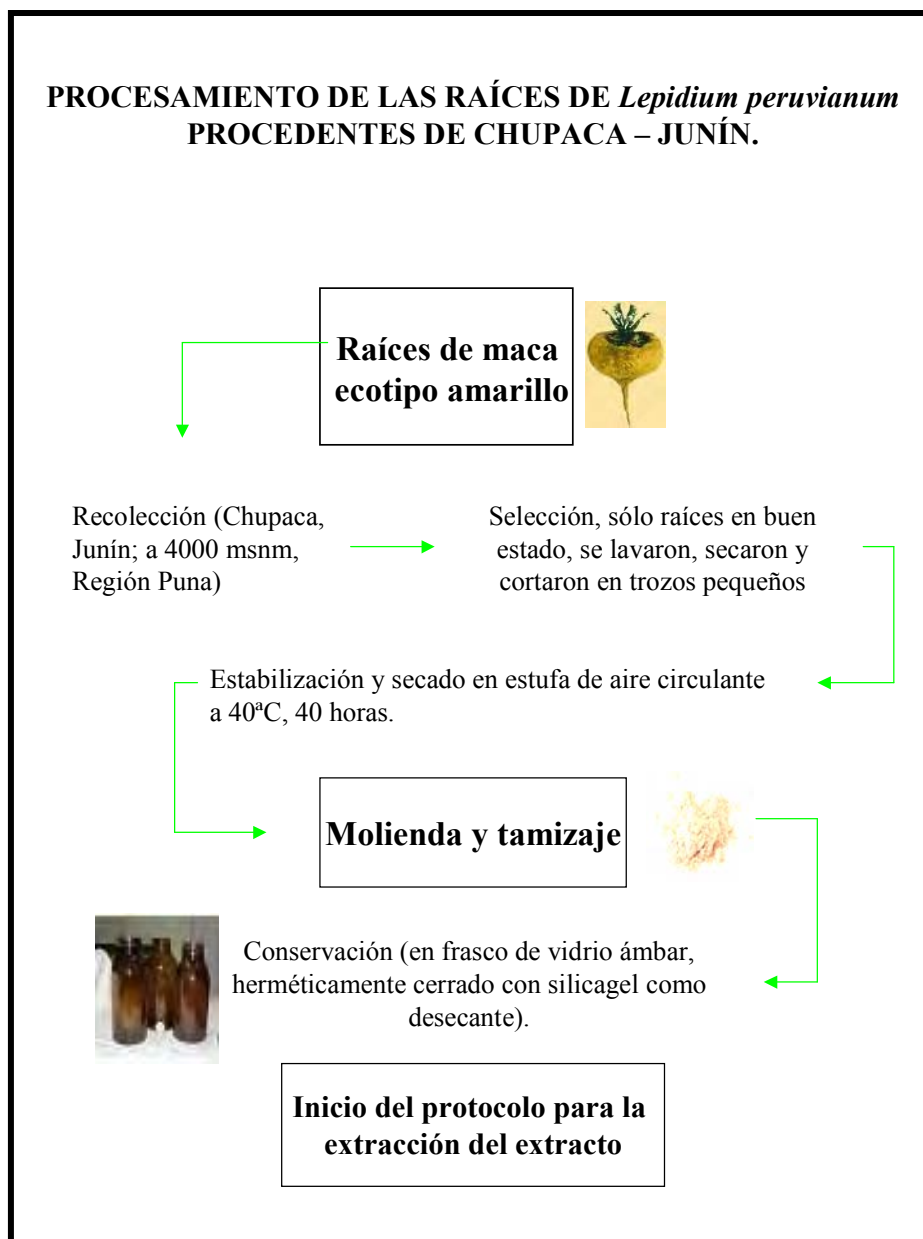 PROCESAMIENTO DE LAS RAÍCES DE Lepidium peruvianum
PROCEDENTES DE CHUPACA – JUNÍN.
Raíces de maca
ecotipo amarillo
Recolección (Chupaca,
Junín; a 4000 msnm,
Región Puna)
Selección, sólo raíces en buen
estado, se lavaron, secaron y
cortaron en trozos pequeños
Estabilización y secado en estufa de aire circulante
a 40ªC, 40 horas.
Molienda y tamizaje
Conservación (en frasco de vidrio ámbar,
herméticamente cerrado con silicagel como
desecante).
Inicio del protocolo para la
extracción del extracto